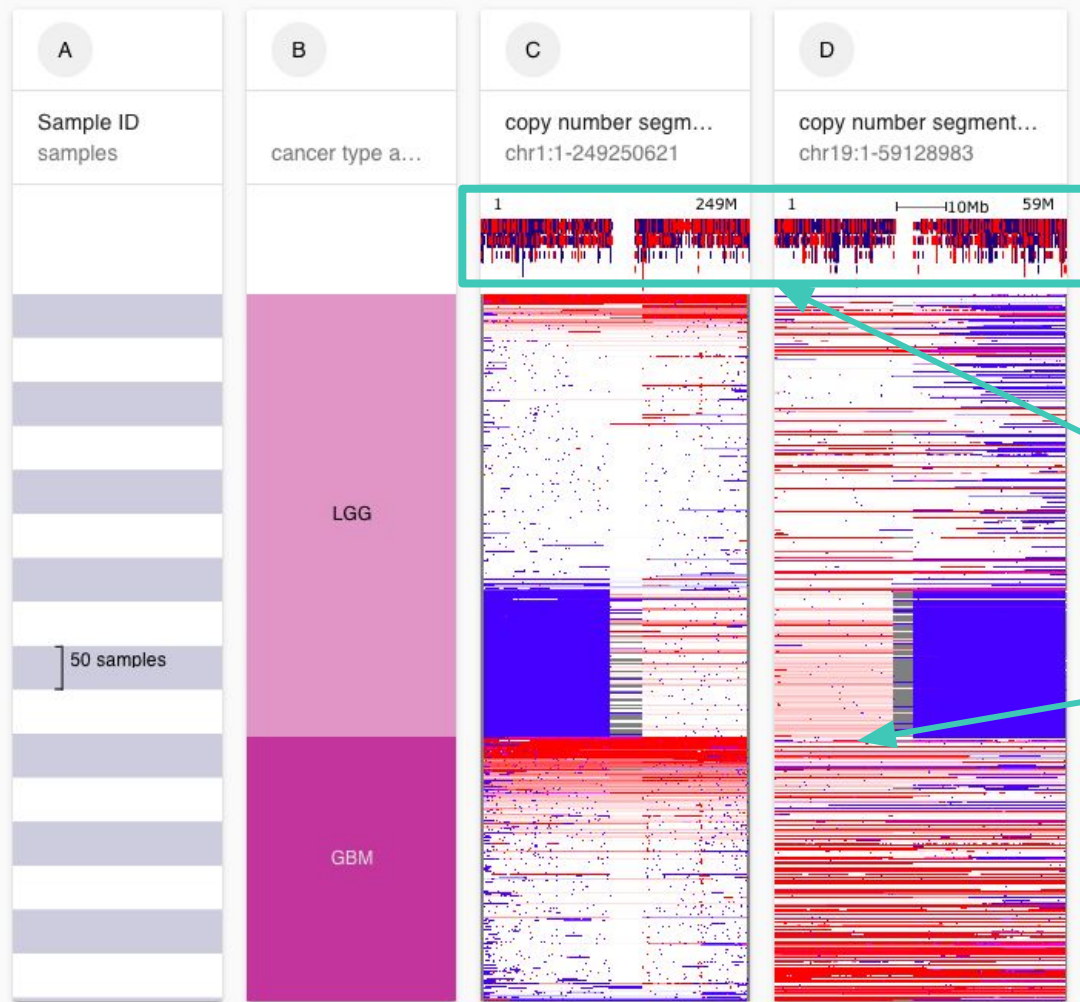 A
B
C
D
Sample ID
samples
cancer type a...
copy number segm...
chr1:1-249250621
copy number segment...
chr19:1-59128983
1
249M
1
10Mb
59M
LGG
50 samples
GBM